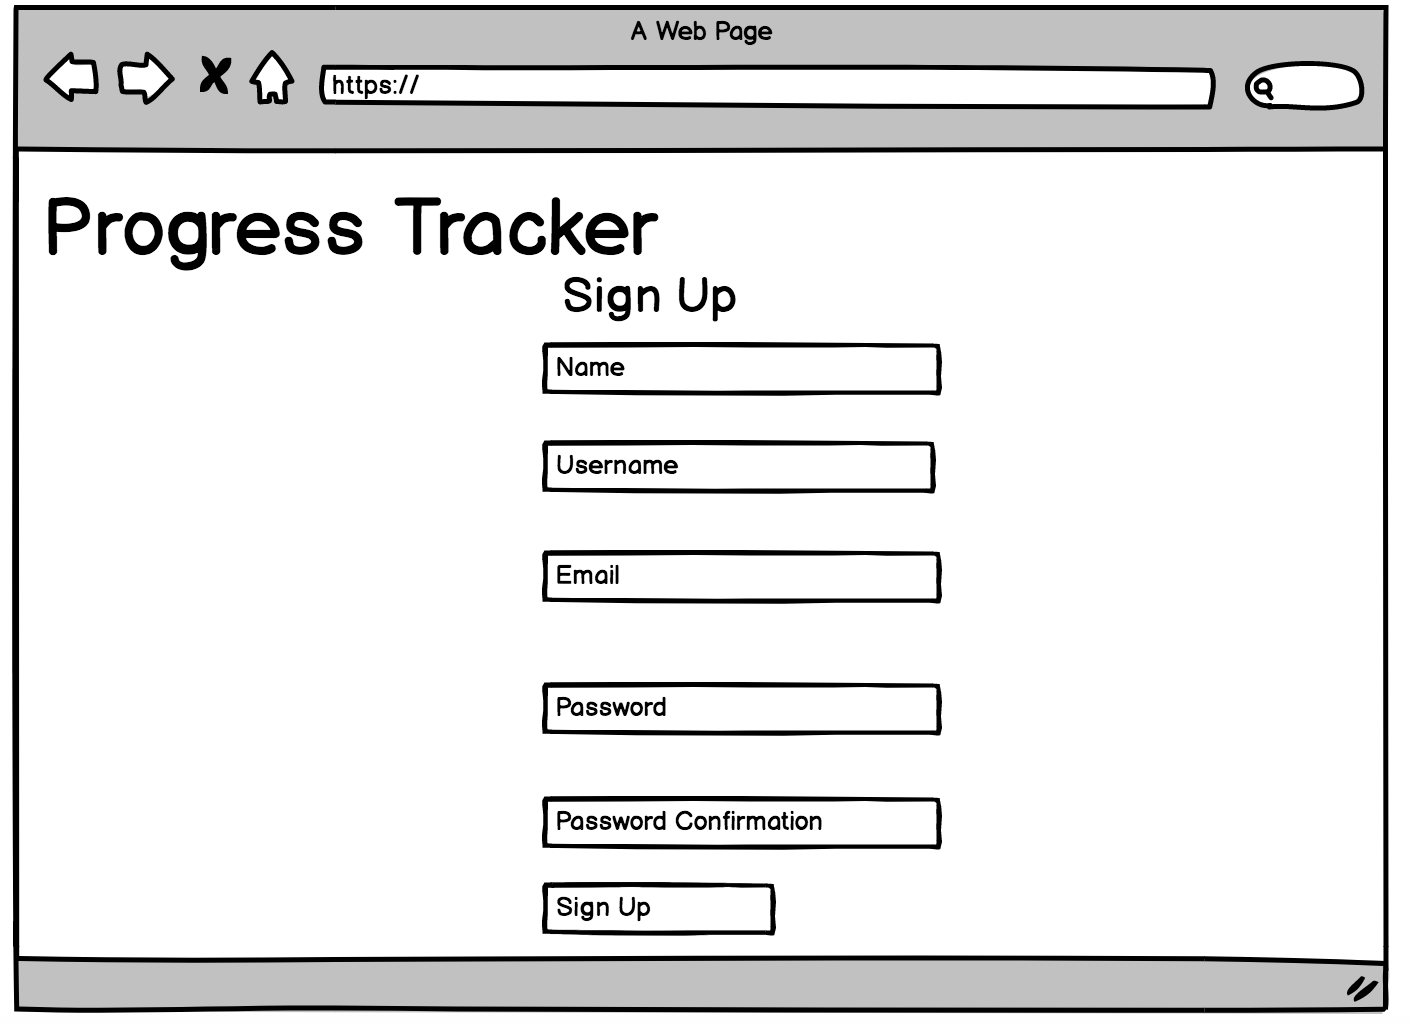 A Web Page
https://
Progress Tracker
Sign Up
Name
Username
Email
Password
Password Confirmation
Sign Up